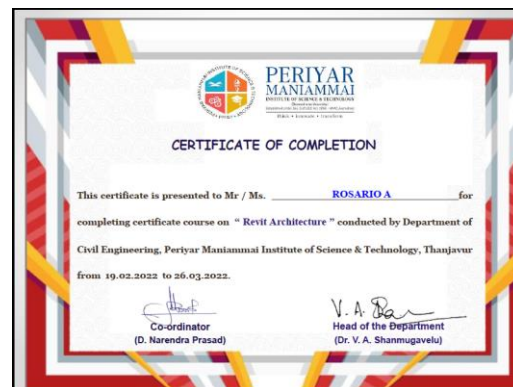 PERIYAR
MANIAMMAI
INSTITUTE OF SCIENCE & TECHNOLOGY
CERTIFICATE OF COMPLETION
This certificate is presented to Mr / Ms. ROSARIO A for
completing certificate course on “ Revit Architecture ” conducted by Department of
Civil Engineering, Periyar Maniammai Institute of Science & Technology, Thanjavur
from 19.02.2022 to 26.03.2022.
V. A.
Co-ordinator
(D. Narendra Prasad)
Head of the Department
(Dr. V. A. Shanmugavelu)